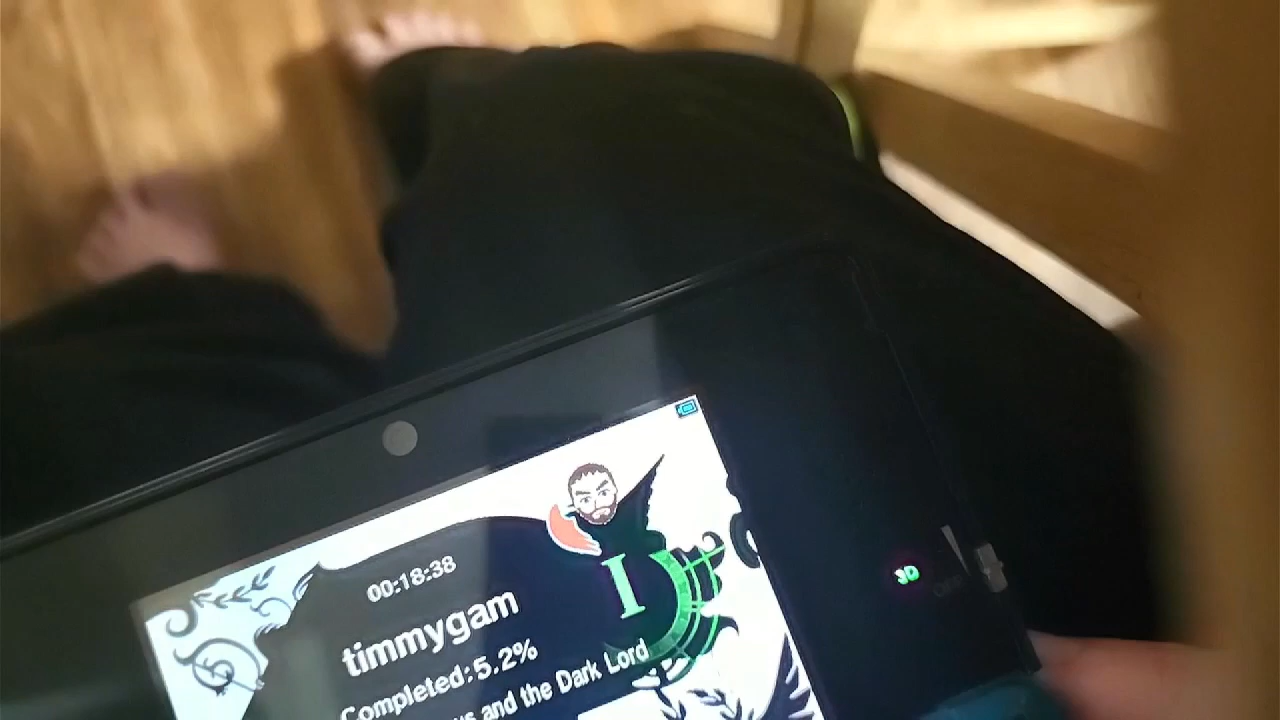 00:18:38
I
timmygam
Completed:5.2%
and the Dark Lord
3D